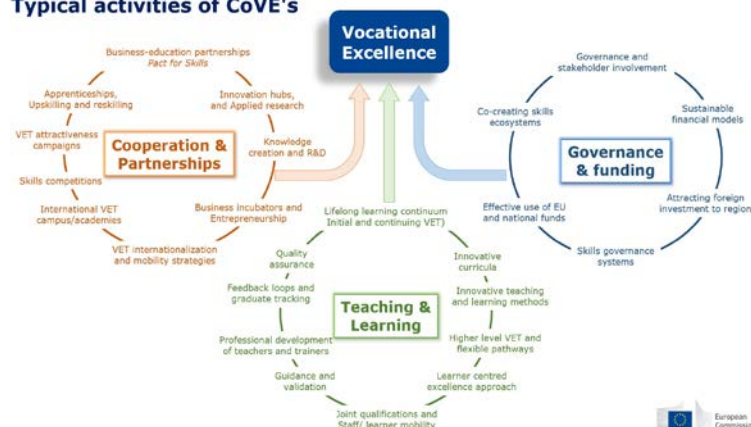 Typical activities of CoVE's
Vocational
Excellence
Business-education partnerships
Pact for Skills
Apprenticeships,
Upskilling and reskilling
Innovation hubs,
and Applied research
VET attractiveness
campaigns
Cooperation &
Partnerships
Knowledge
creation and R&D
Skills competitions
International VET
campus/academies
Business incubators and
Entrepreneurship
VET internationalization
and mobility strategies
Governance and
stakeholder involvement
Co-creating skills
ecosystems
Sustainable
financial models
Governance
& funding
Effective use of EU
and national funds
Attracting foreign
investment to region
Skills governance
systems
Lifelong learning continuum
Initial and continuing VET)
Quality
assurance
Innovative
curricula
Feedback loops and
graduate tracking
Innovative teaching
and learning methods
Teaching &
Learning
Professional development
of teachers and trainers
Higher level VET and
flexible pathways
Guidance and
validation
Learner centred
excellence approach
Joint qualifications and
Staff/ learner mobility
European
Commission